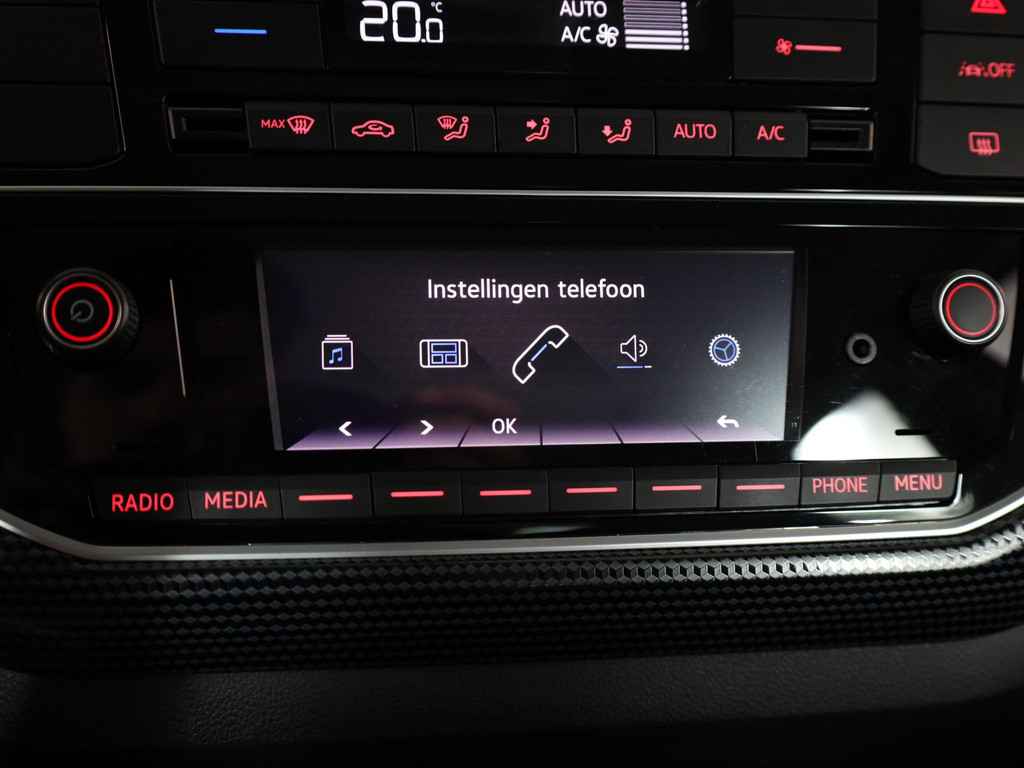 20.0 °C
AUTO
A/C
OFF
MAX
AUTO
A/C
Instellingen telefoon
OK
RADIO
MEDIA
PHONE
MENU